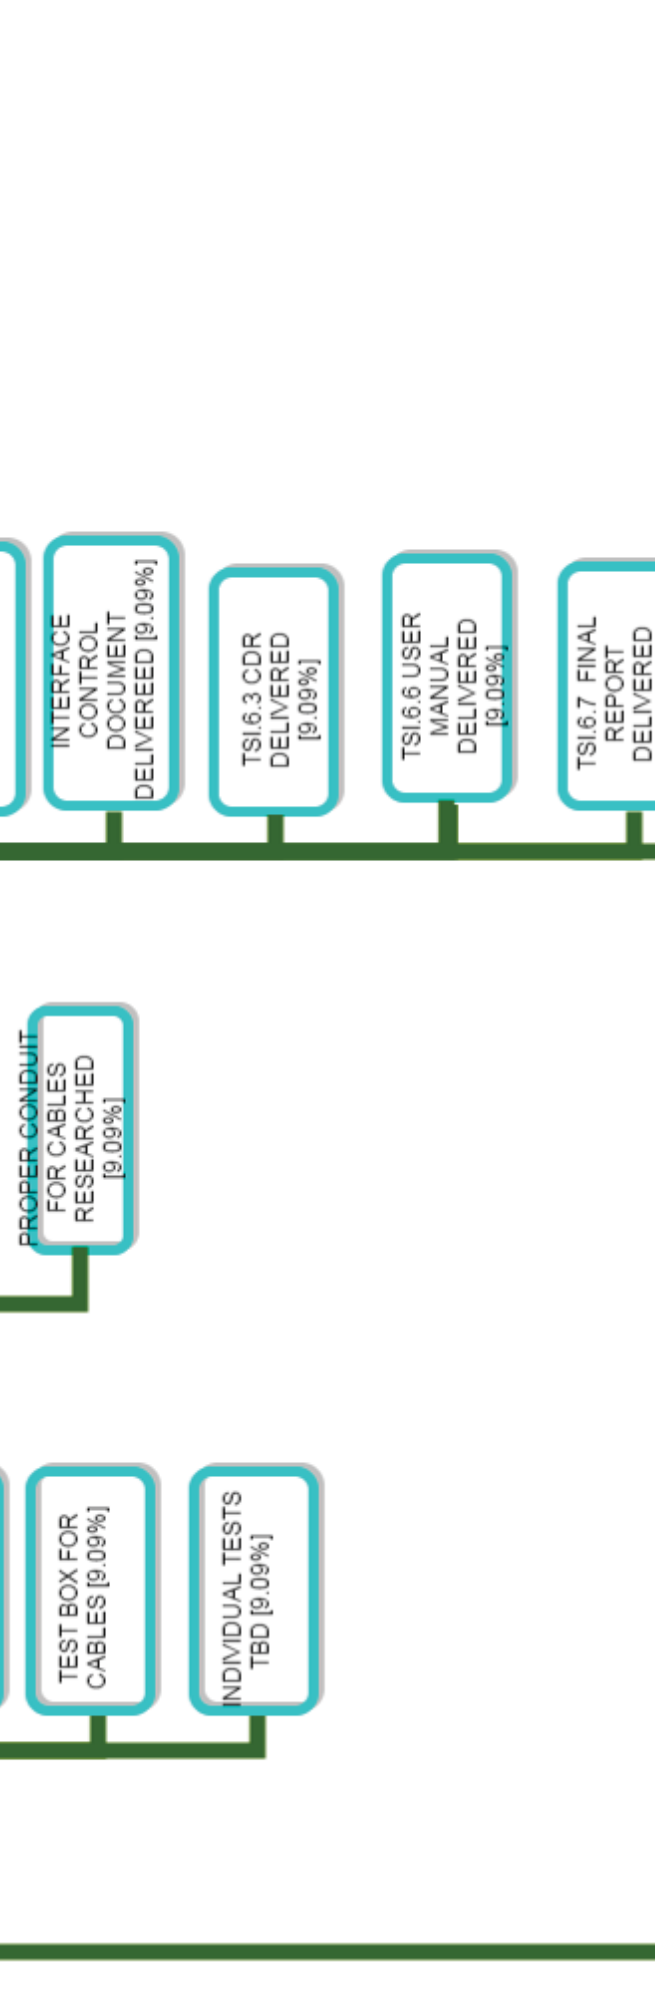 INTERFACE
CONTROL
DOCUMENT
DELIVEREED [9.09%]
TSI.6.3 CDR
DELIVERED
[9.09%]
TSI.6.6 USER
MANUAL
DELIVERED
[9.09%]
TSI.6.7  FINAL
REPORT
DELIVERED
PROPER CONDUIT
FOR CABLES
RESEARCHED
[9.09%]
TEST BOX FOR
CABLES [9.09%]
INDIVIDUAL TESTS
TBD [9.09%]